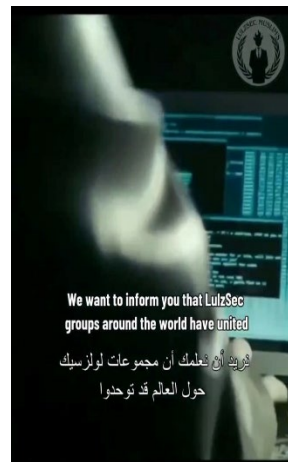 We want to inform you that LulzSec
groups around the world have united
نريد أن نعلمك أن مجموعات لولزسيك
حول العالم قد توحدوا